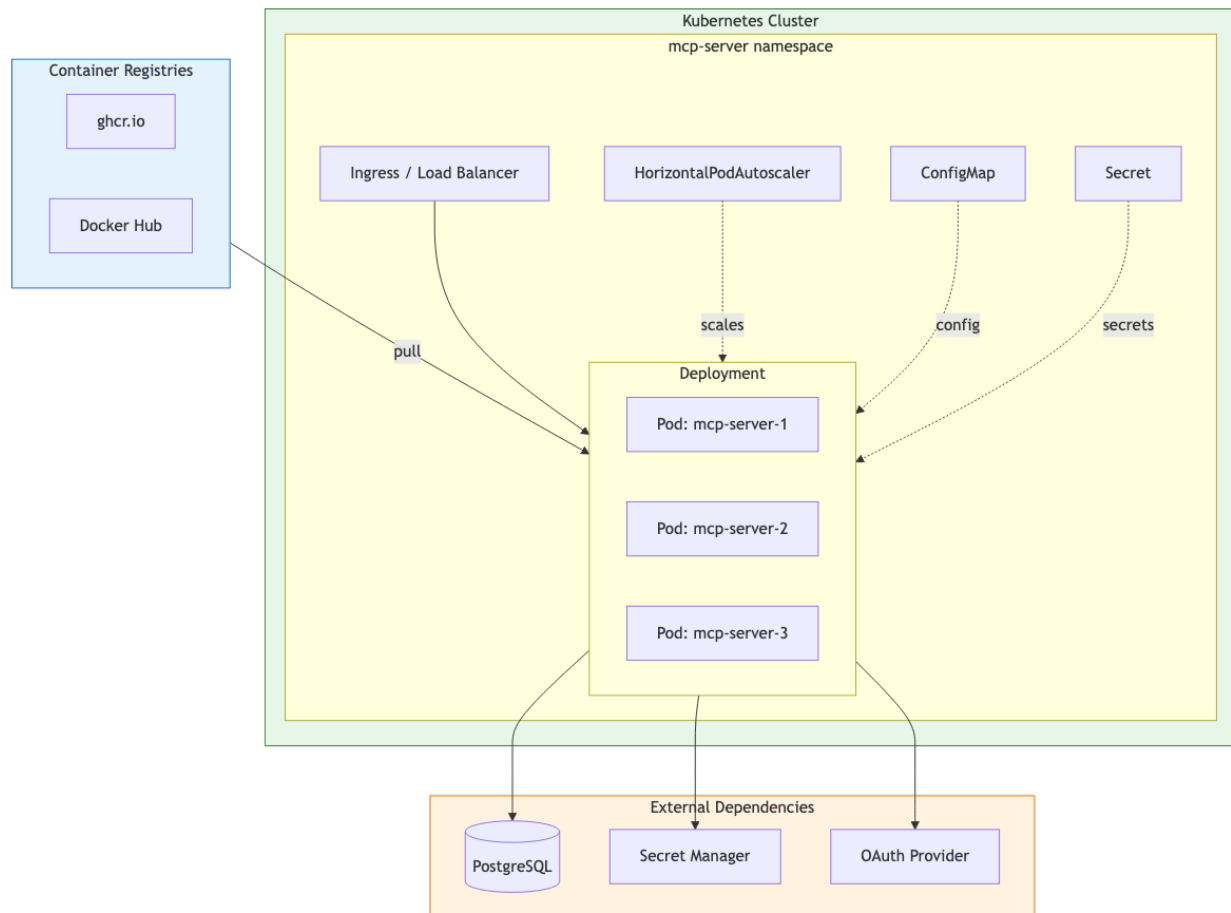 Kubernetes Cluster
mcp-server namespace
Container Registries
ghcr.io
Docker Hub
Ingress / Load Balancer
HorizontalPodAutoscaler
ConfigMap
Secret
scales
config
secrets
pull
Deployment
Pod: mcp-server-1
Pod: mcp-server-2
Pod: mcp-server-3
External Dependencies
PostgreSQL
Secret Manager
OAuth Provider